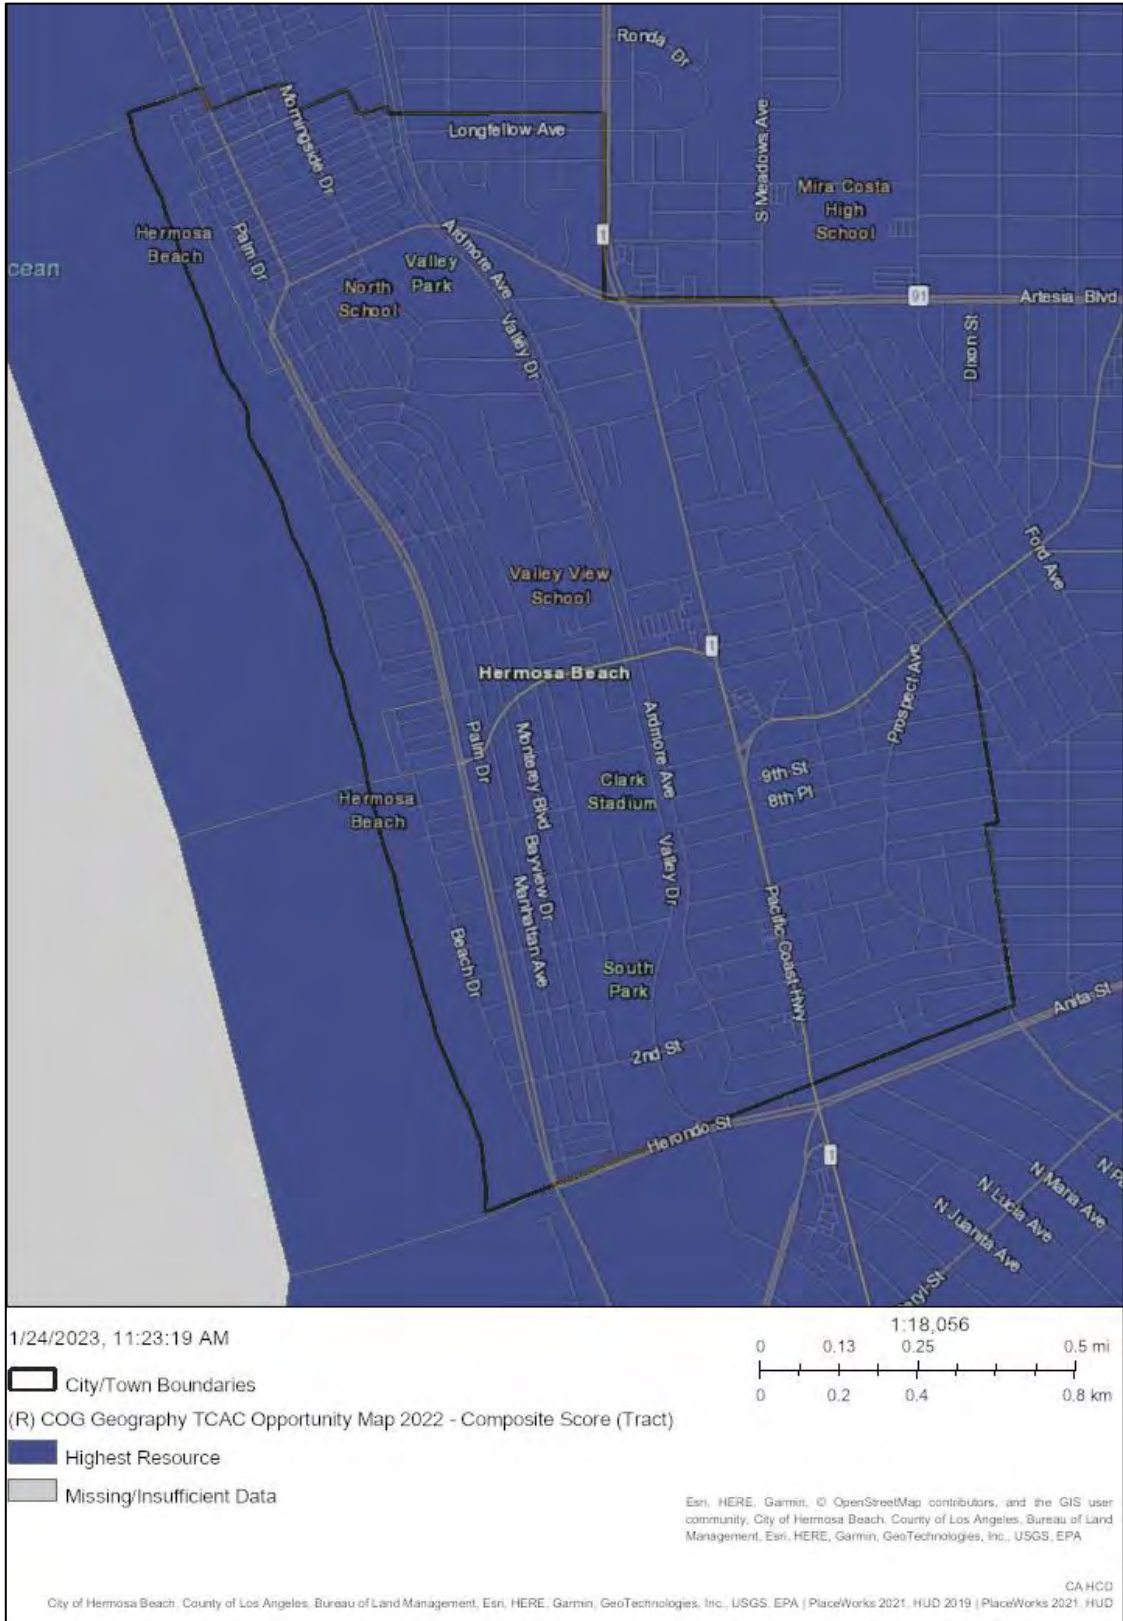 Ronda Dr
Morningside Dr
Longfellow Ave
S Meadows Ave
Mira Costa
High
School
Hermosa
Beach
Palm Dr
cean
Ardmore Ave
Valley
Park
North
School
1
91
Artesia Blvd
Valley Dr
Dixon St
Ford Ave
Valley View
School
1
Hermosa Beach
Prospect Ave
Palm Dr
Monterey Blvd
Ardmore Ave
Clark
Stadium
9th St
8th Pl
Hermosa
Beach
Bayview Dr
Manhattan Ave
Valley Dr
Pacific Coast Hwy
Beach Dr
South
Park
Anita St
2nd St
Herondo St
1
N Maria Ave
N Lucia Ave
N Juanita Ave
N Pa
aryl St
1/24/2023, 11:23:19 AM
City/Town Boundaries
(R) COG Geography TCAC Opportunity Map 2022 - Composite Score (Tract)
Highest Resource
Missing/Insufficient Data
1:18,056
0 0.13 0.25 0.5 mi
0 0.2 0.4 0.8 km
Esri, HERE, Garmin, © OpenStreetMap contributors, and the GIS user
community, City of Hermosa Beach, County of Los Angeles, Bureau of Land
Management, Esri, HERE, Garmin, GeoTechnologies, Inc., USGS, EPA
CA HCD
City of Hermosa Beach, County of Los Angeles, Bureau of Land Management, Esri, HERE, Garmin, GeoTechnologies, Inc., USGS, EPA | PlaceWorks 2021, HUD 2019 | PlaceWorks 2021, HUD